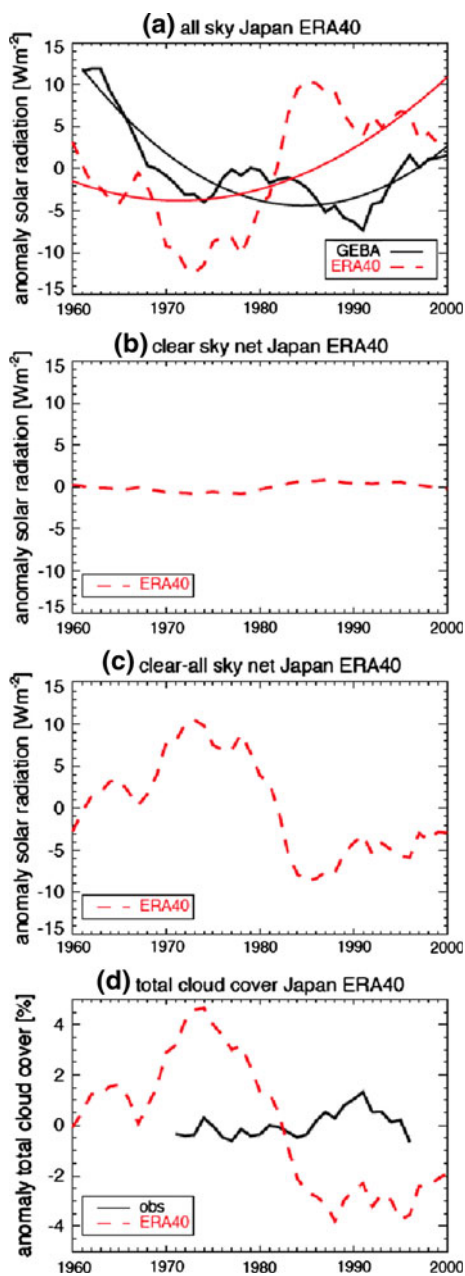 (a) all sky Japan ERA40
anomaly solar radiation [Wm-2]
15
10
5
0
-5
-10
-15
GEBA
ERA40
1960 1970 1980 1990 2000
(b) clear sky net Japan ERA40
anomaly solar radiation [Wm-2]
15
10
5
0
-5
-10
-15
ERA40
1960 1970 1980 1990 2000
(c) clear-all sky net Japan ERA40
anomaly solar radiation [Wm-2]
15
10
5
0
-5
-10
-15
ERA40
1960 1970 1980 1990 2000
(d) total cloud cover Japan ERA40
anomaly total cloud cover [%]
4
2
0
-2
-4
obs
ERA40
1960 1970 1980 1990 2000